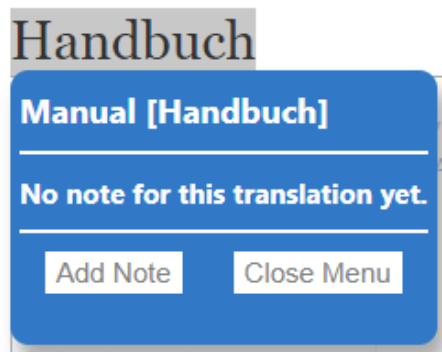 Handbuch
Manual [Handbuch]
No note for this translation yet.
Add Note Close Menu